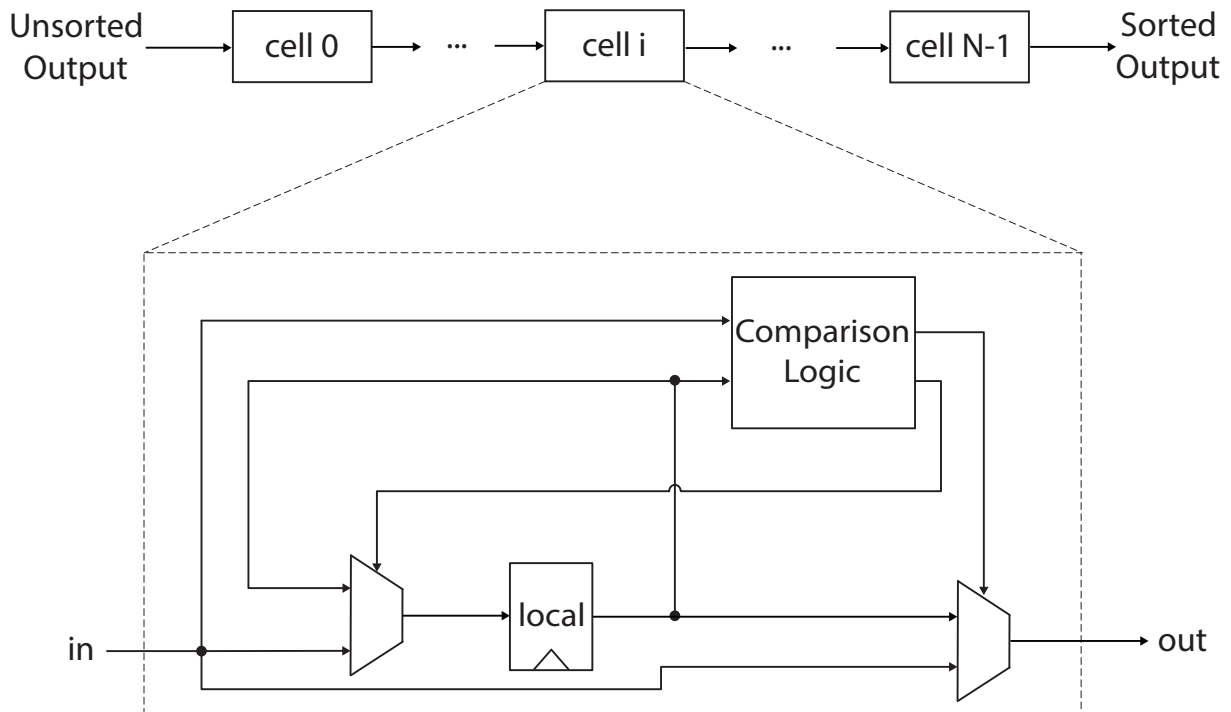 Unsorted
Output
cell 0
...
cell i
...
cell N-1
Sorted
Output
Comparison
Logic
local
in
out